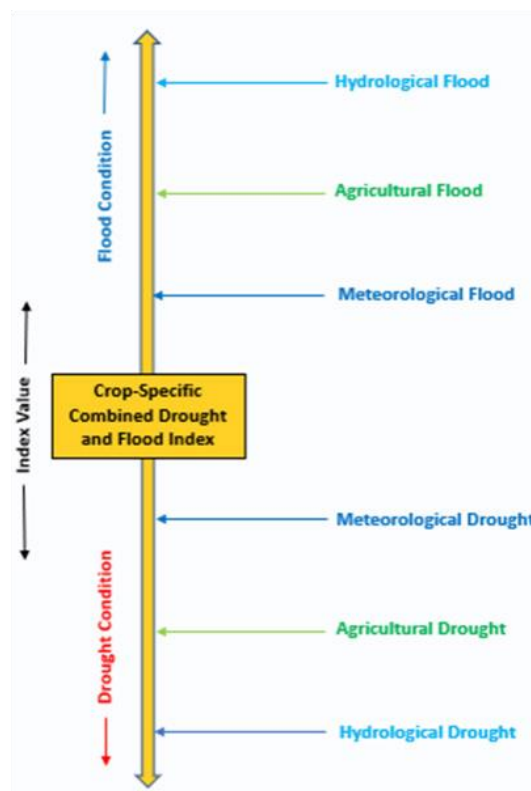 Hydrological Flood
Flood Condition
Agricultural Flood
Meteorological Flood
Index Value
Crop-Specific
Combined Drought
and Flood Index
Meteorological Drought
Drought Condition
Agricultural Drought
Hydrological Drought